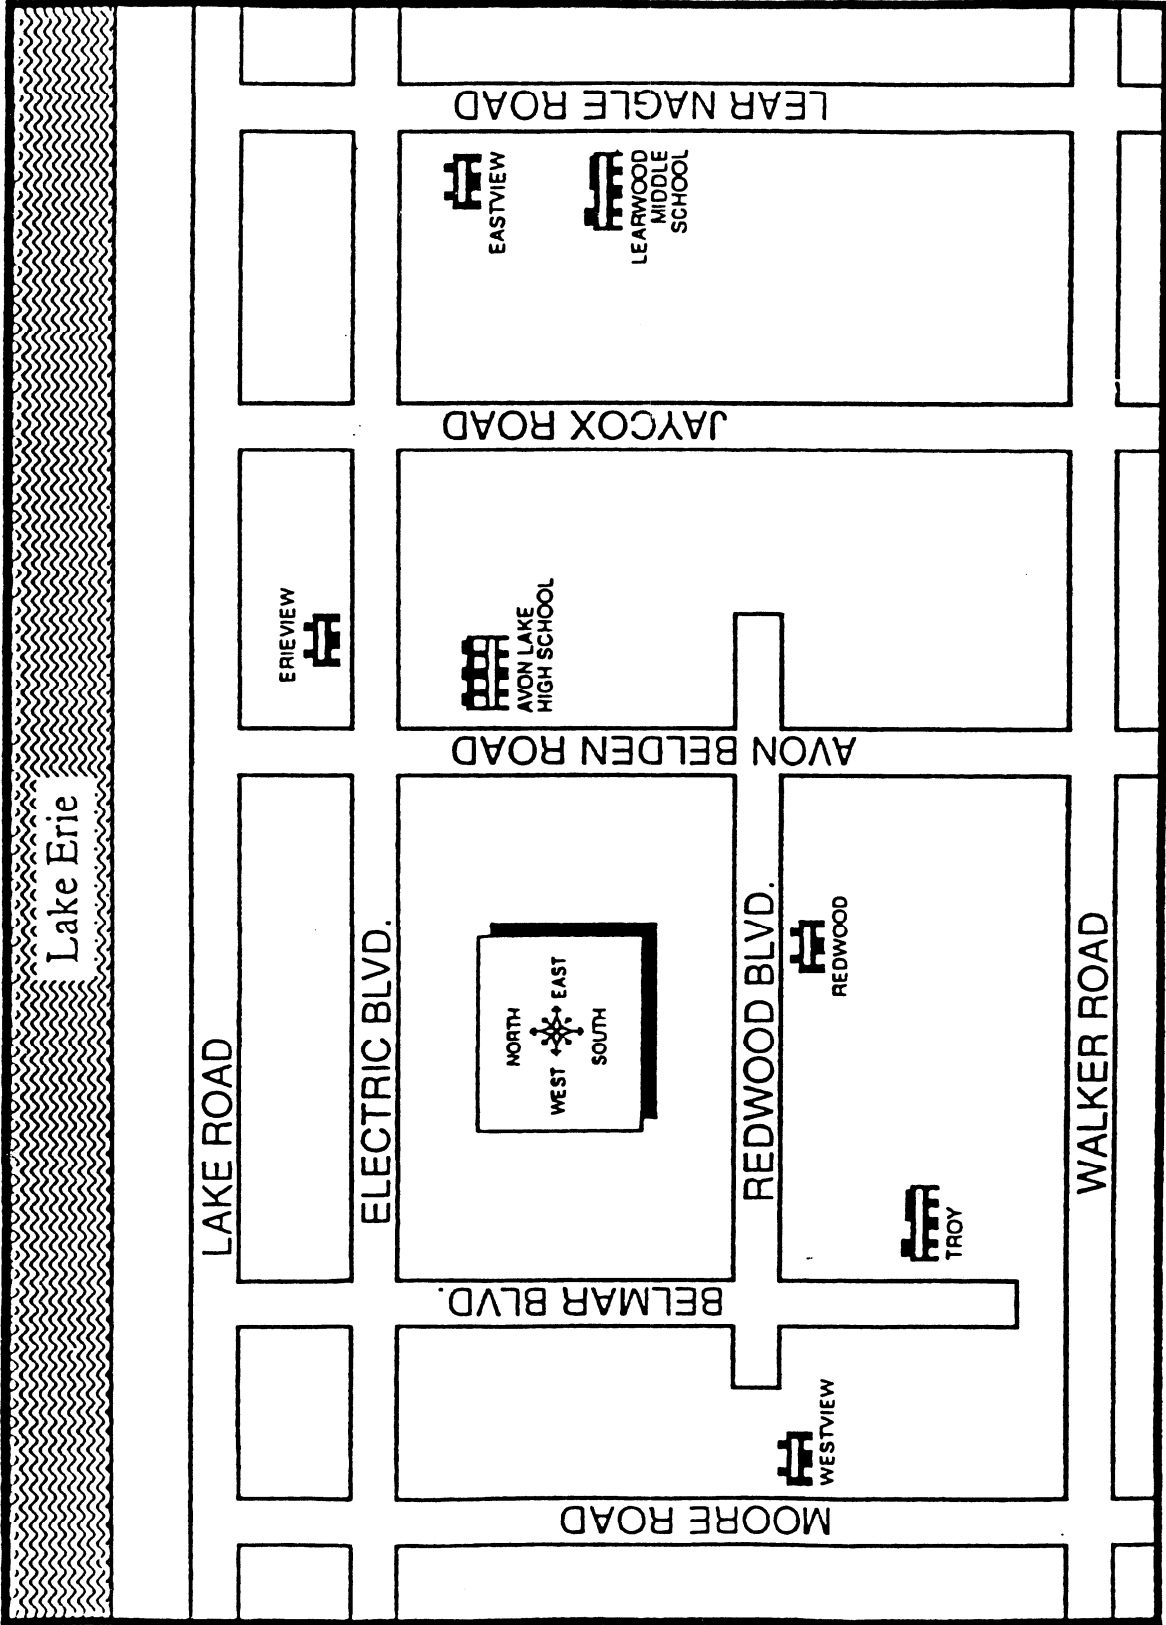 Lake Erie
LAKE ROAD
ELECTRIC BLVD.
ERIEVIEW
AVON LAKE
HIGH SCHOOL
EASTVIEW
LEARWOOD
MIDDLE
SCHOOL
NORTH
WEST
EAST
SOUTH
REDWOOD BLVD.
REDWOOD
TROY
WESTVIEW
WALKER ROAD
MOORE ROAD
BELMAR BLVD.
AVON BELDEN ROAD
JAYCOX ROAD
LEAR NAGLE ROAD